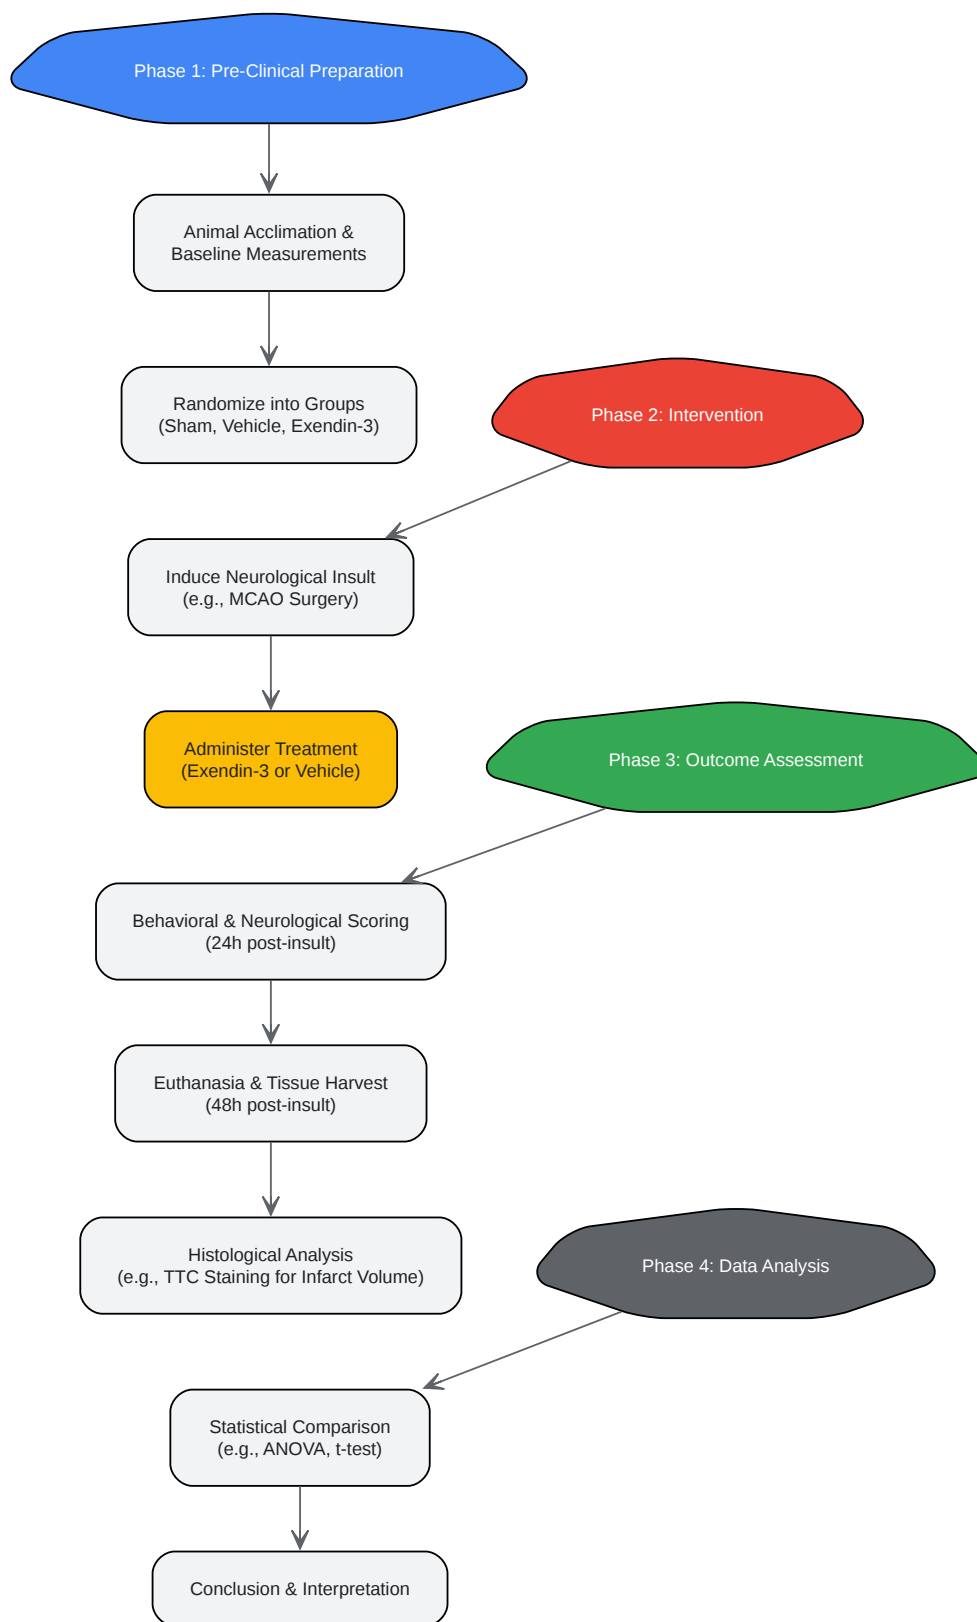 Phase 1: Pre-Clinical Preparation
Animal Acclimation &
Baseline Measurements
Randomize into Groups
(Sham, Vehicle, Exendin-3)
Phase 2: Intervention
Induce Neurological Insult
(e.g., MCAO Surgery)
Administer Treatment
(Exendin-3 or Vehicle)
Phase 3: Outcome Assessment
Behavioral & Neurological Scoring
(24h post-insult)
Euthanasia & Tissue Harvest
(48h post-insult)
Histological Analysis
(e.g., TTC Staining for Infarct Volume)
Phase 4: Data Analysis
Statistical Comparison
(e.g., ANOVA, t-test)
Conclusion & Interpretation